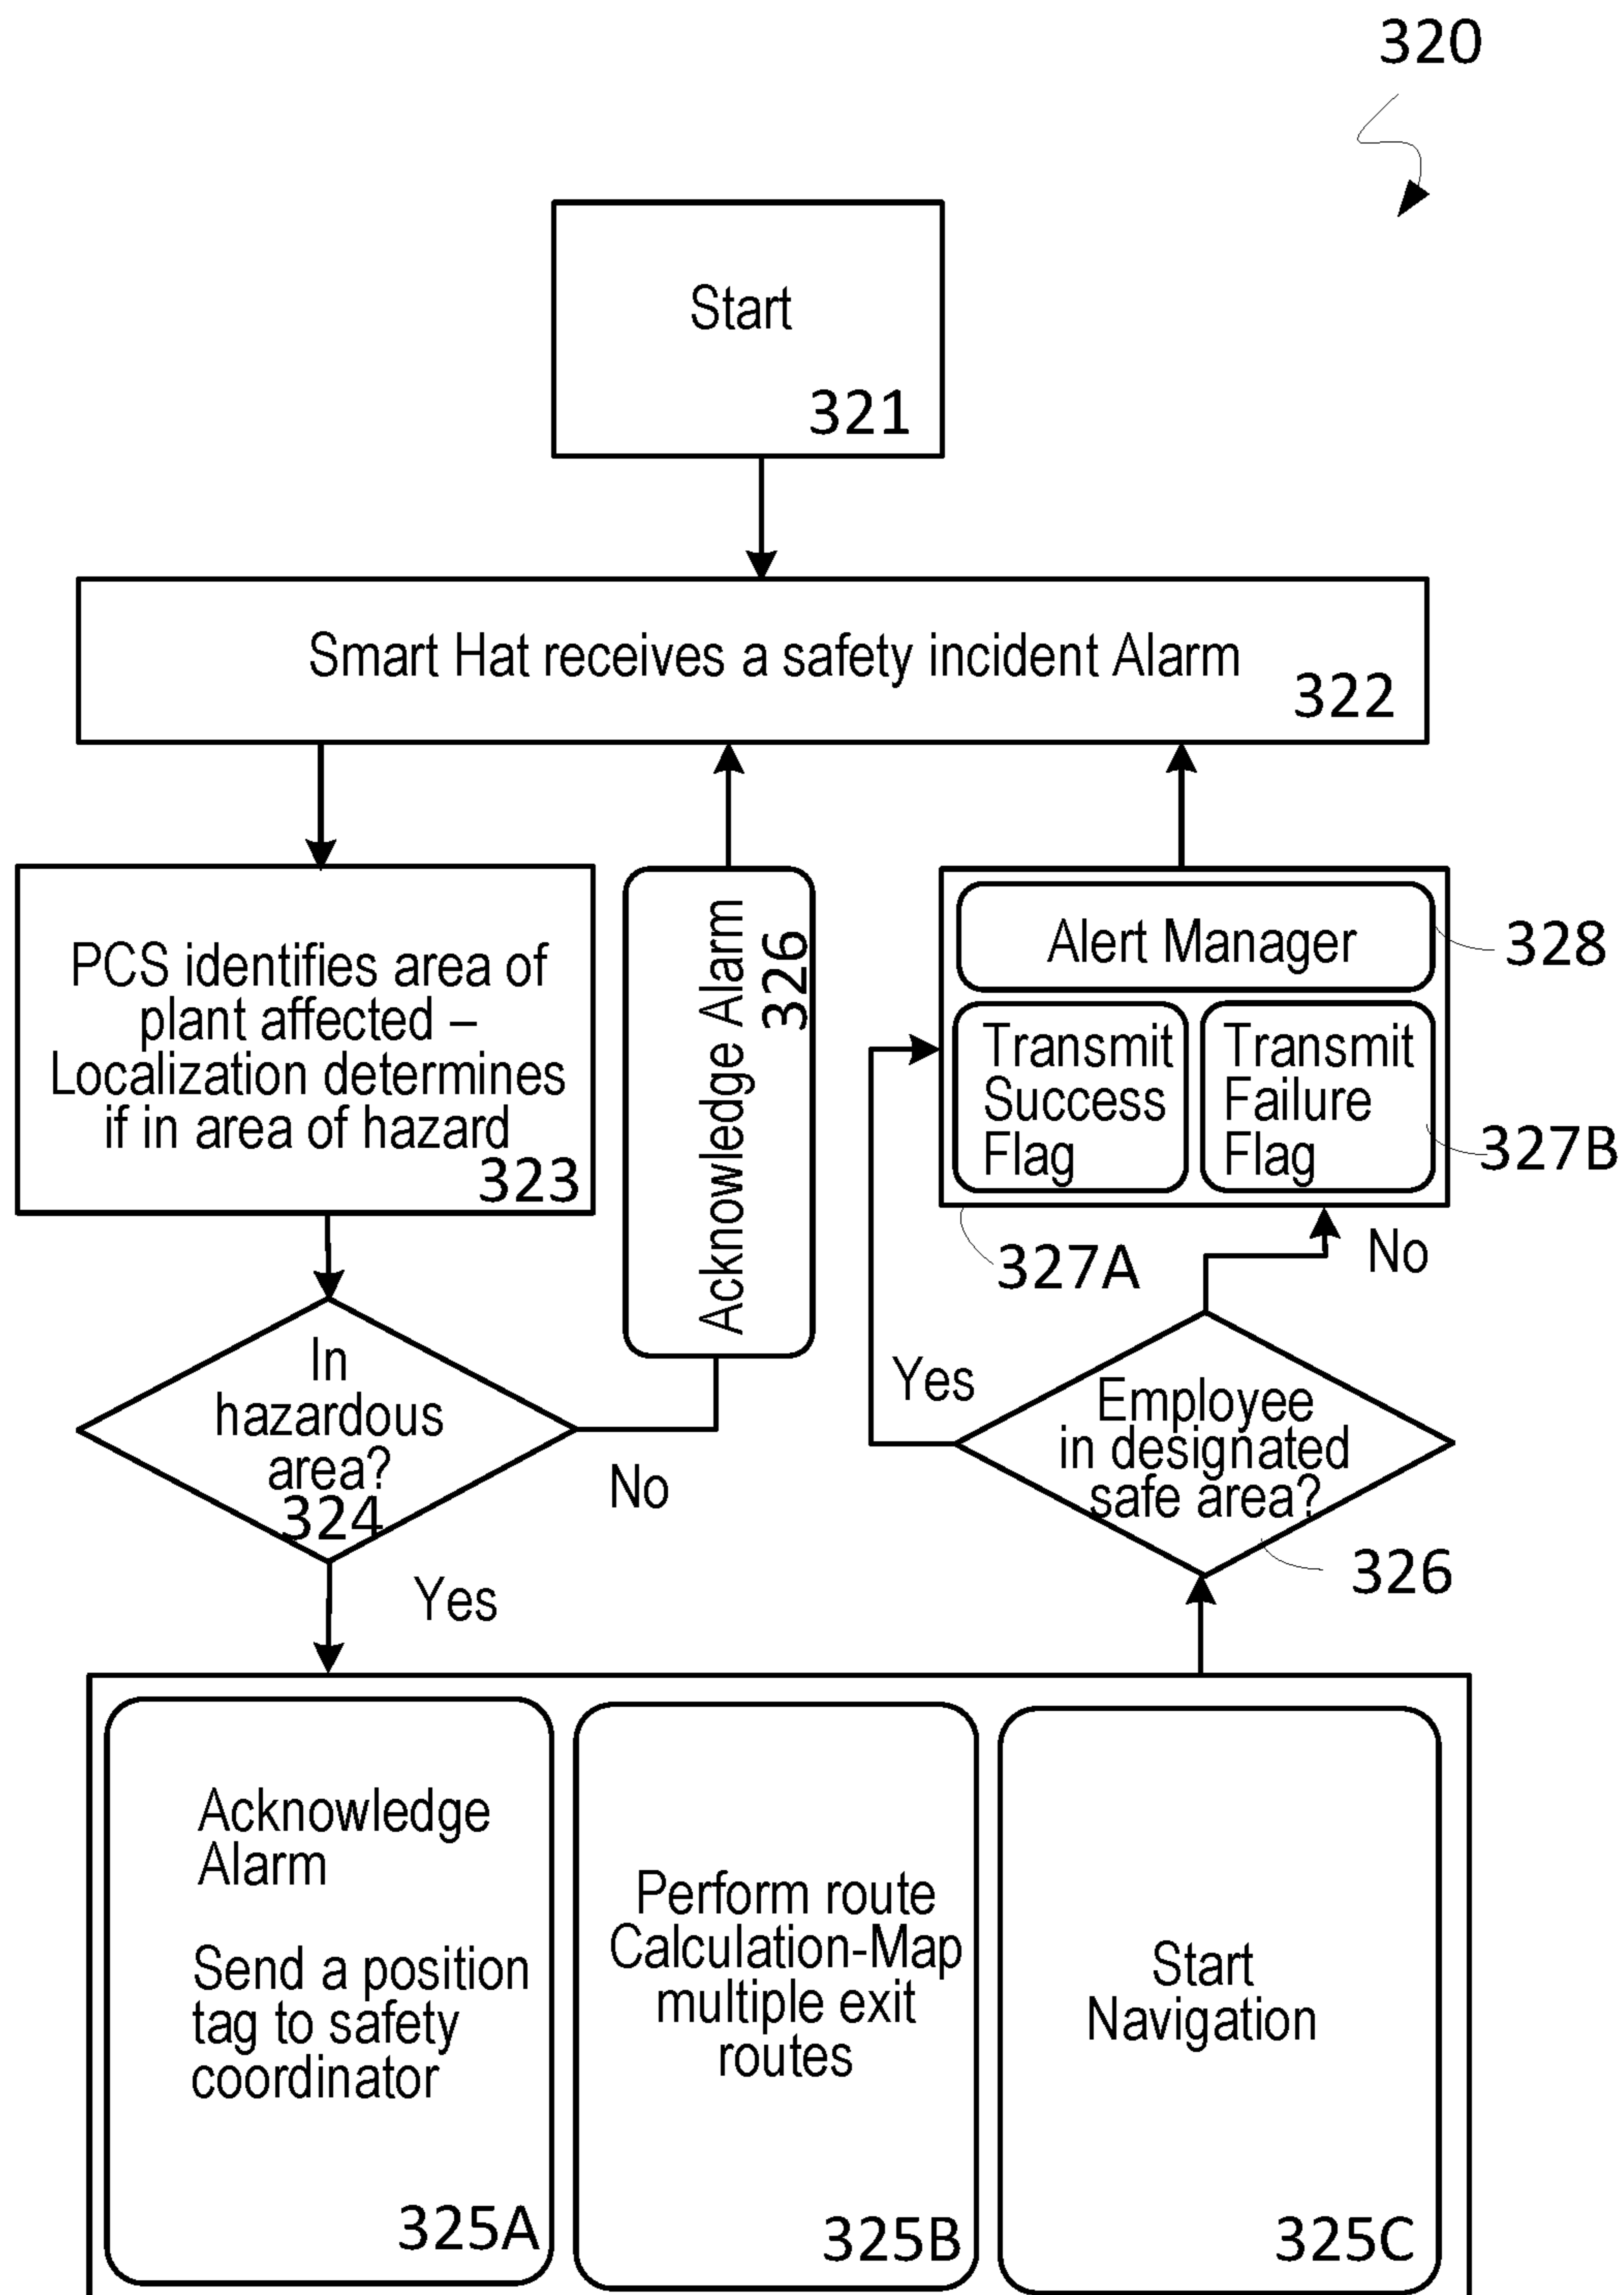 320
Start
321
Smart Hat receives a safety incident Alarm
322
PCS identifies area of
plant affected –
Localization determines
if in area of hazard
323
Acknowledge Alarm
326
Alert Manager
328
Transmit
Success
Flag
Transmit
Failure
Flag
327B
327A
No
In
hazardous
area?
324
No
Yes
Yes
Employee
in designated
safe area?
326
Acknowledge
Alarm
Send a position
tag to safety
coordinator
325A
Perform route
Calculation-Map
multiple exit
routes
325B
Start
Navigation
325C